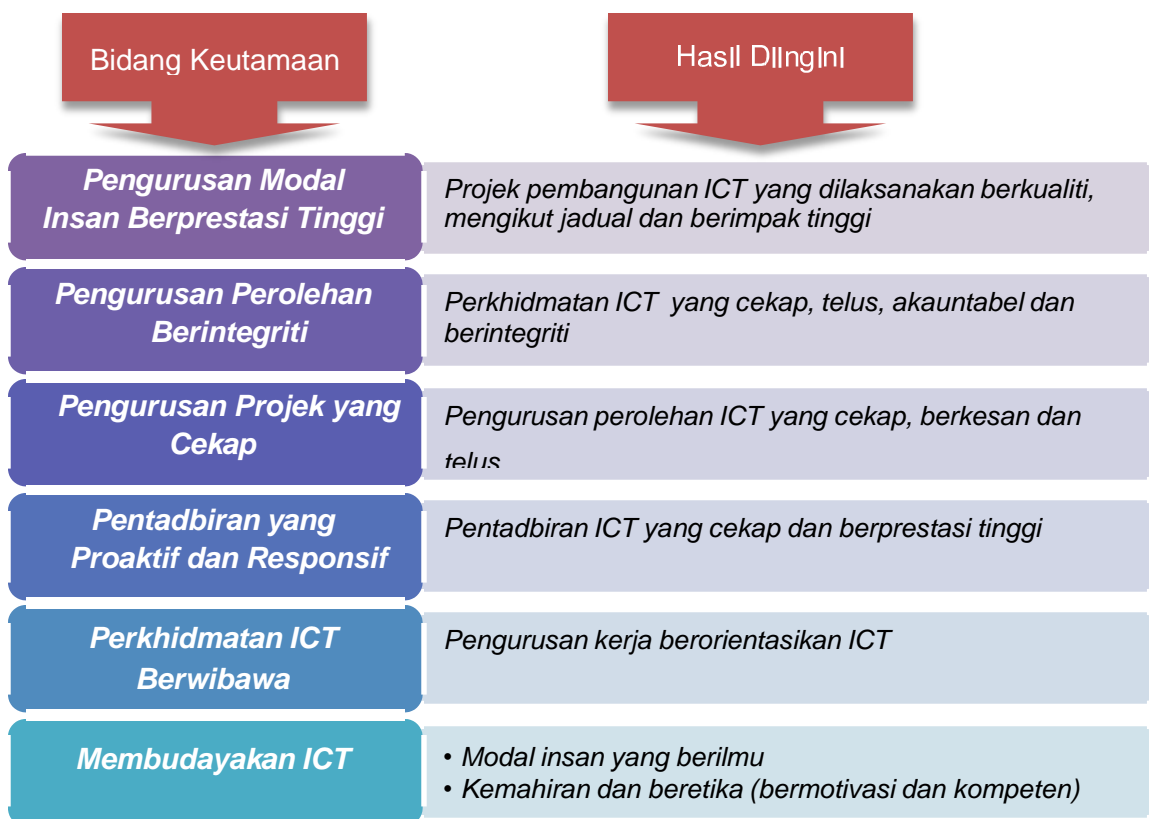 Bidang Keutamaan
Hasil Diingini
Pengurusan Modal
Insan Berprestasi Tinggi
Projek pembangunan ICT yang dilaksanakan berkualiti,
mengikut jadual dan berimpak tinggi
Pengurusan Perolehan
Berintegriti
Perkhidmatan ICT yang cekap, telus, akauntabel dan
berintegriti
Pengurusan Projek yang
Cekap
Pengurusan perolehan ICT yang cekap, berkesan dan
telus
Pentadbiran yang
Proaktif dan Responsif
Pentadbiran ICT yang cekap dan berprestasi tinggi
Perkhidmatan ICT
Berwibawa
Pengurusan kerja berorientasikan ICT
Membudayakan ICT
• Modal insan yang berilmu
• Kemahiran dan beretika (bermotivasi dan kompeten)